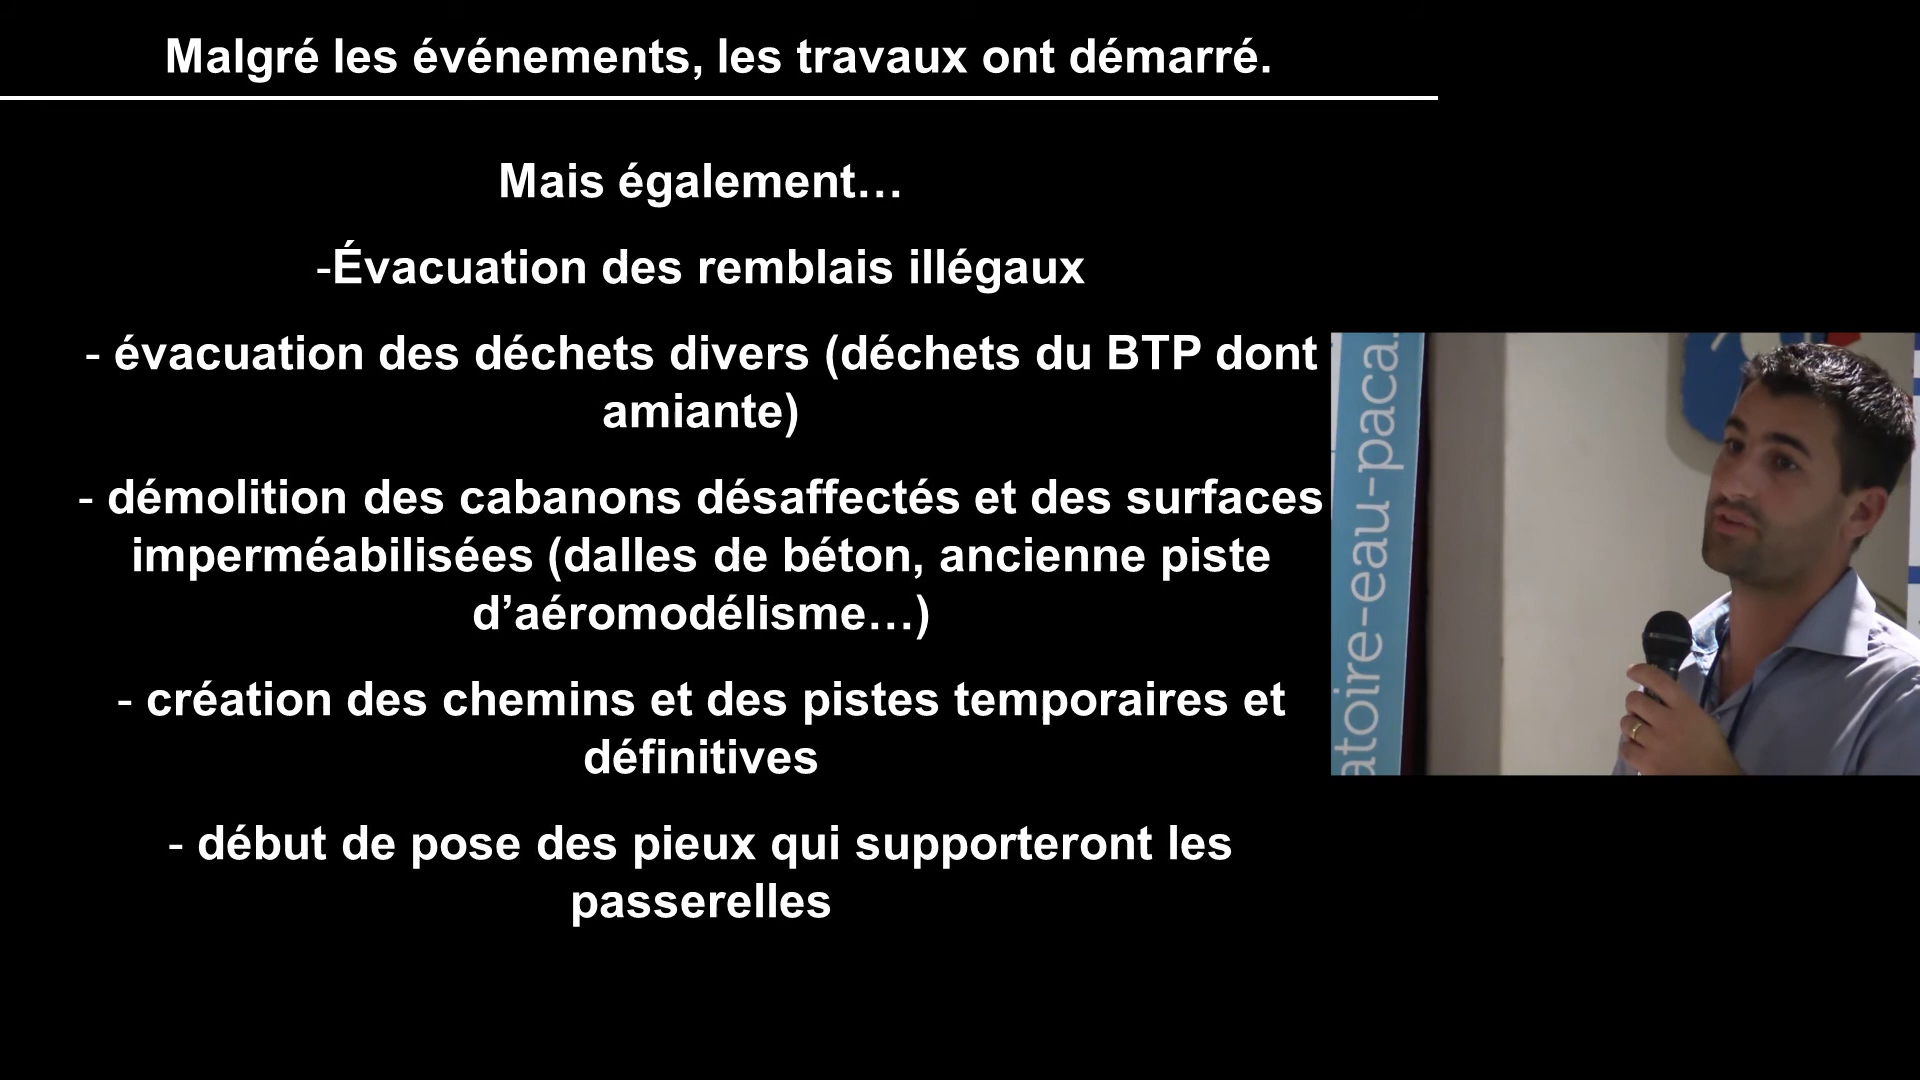 Malgré les événements, les travaux ont démarré.
Mais également…
-Évacuation des remblais illégaux
- évacuation des déchets divers (déchets du BTP dont
amiante)
- démolition des cabanons désaffectés et des surfaces
imperméabilisées (dalles de béton, ancienne piste
d’aéromodélisme…)
- création des chemins et des pistes temporaires et
définitives
- début de pose des pieux qui supporteront les
passerelles
atoire-eau-paca.